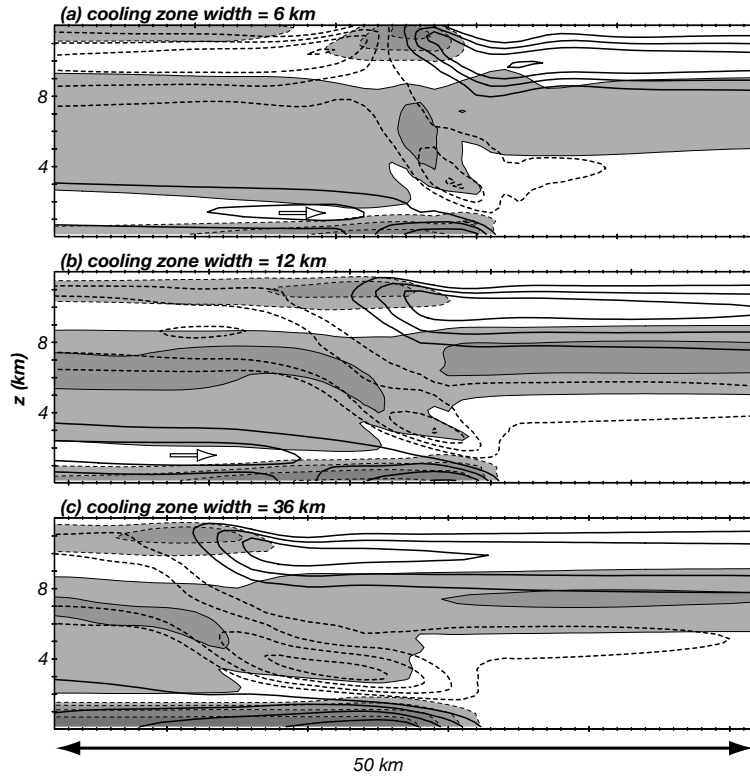 (a) cooling zone width = 6 km
8
4
(b) cooling zone width = 12 km
8
z (km)
4
(c) cooling zone width = 36 km
8
4
50 km